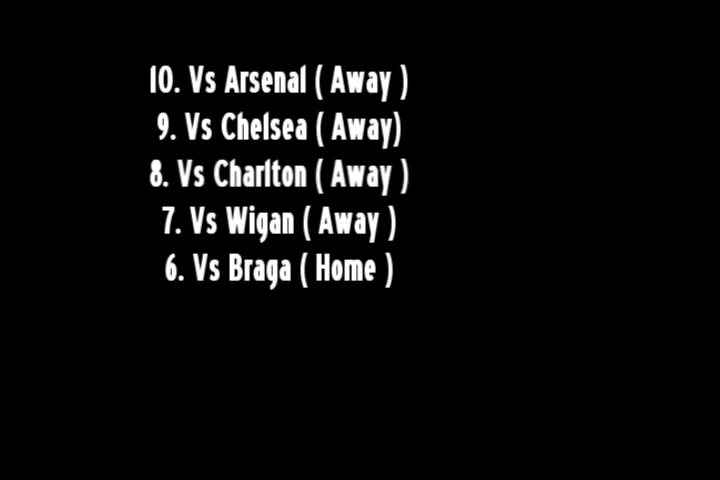 10. Vs Arsenal ( Away )
9. Vs Chelsea ( Away)
8. Vs Charlton ( Away )
7. Vs Wigan ( Away )
6. Vs Braga ( Home )